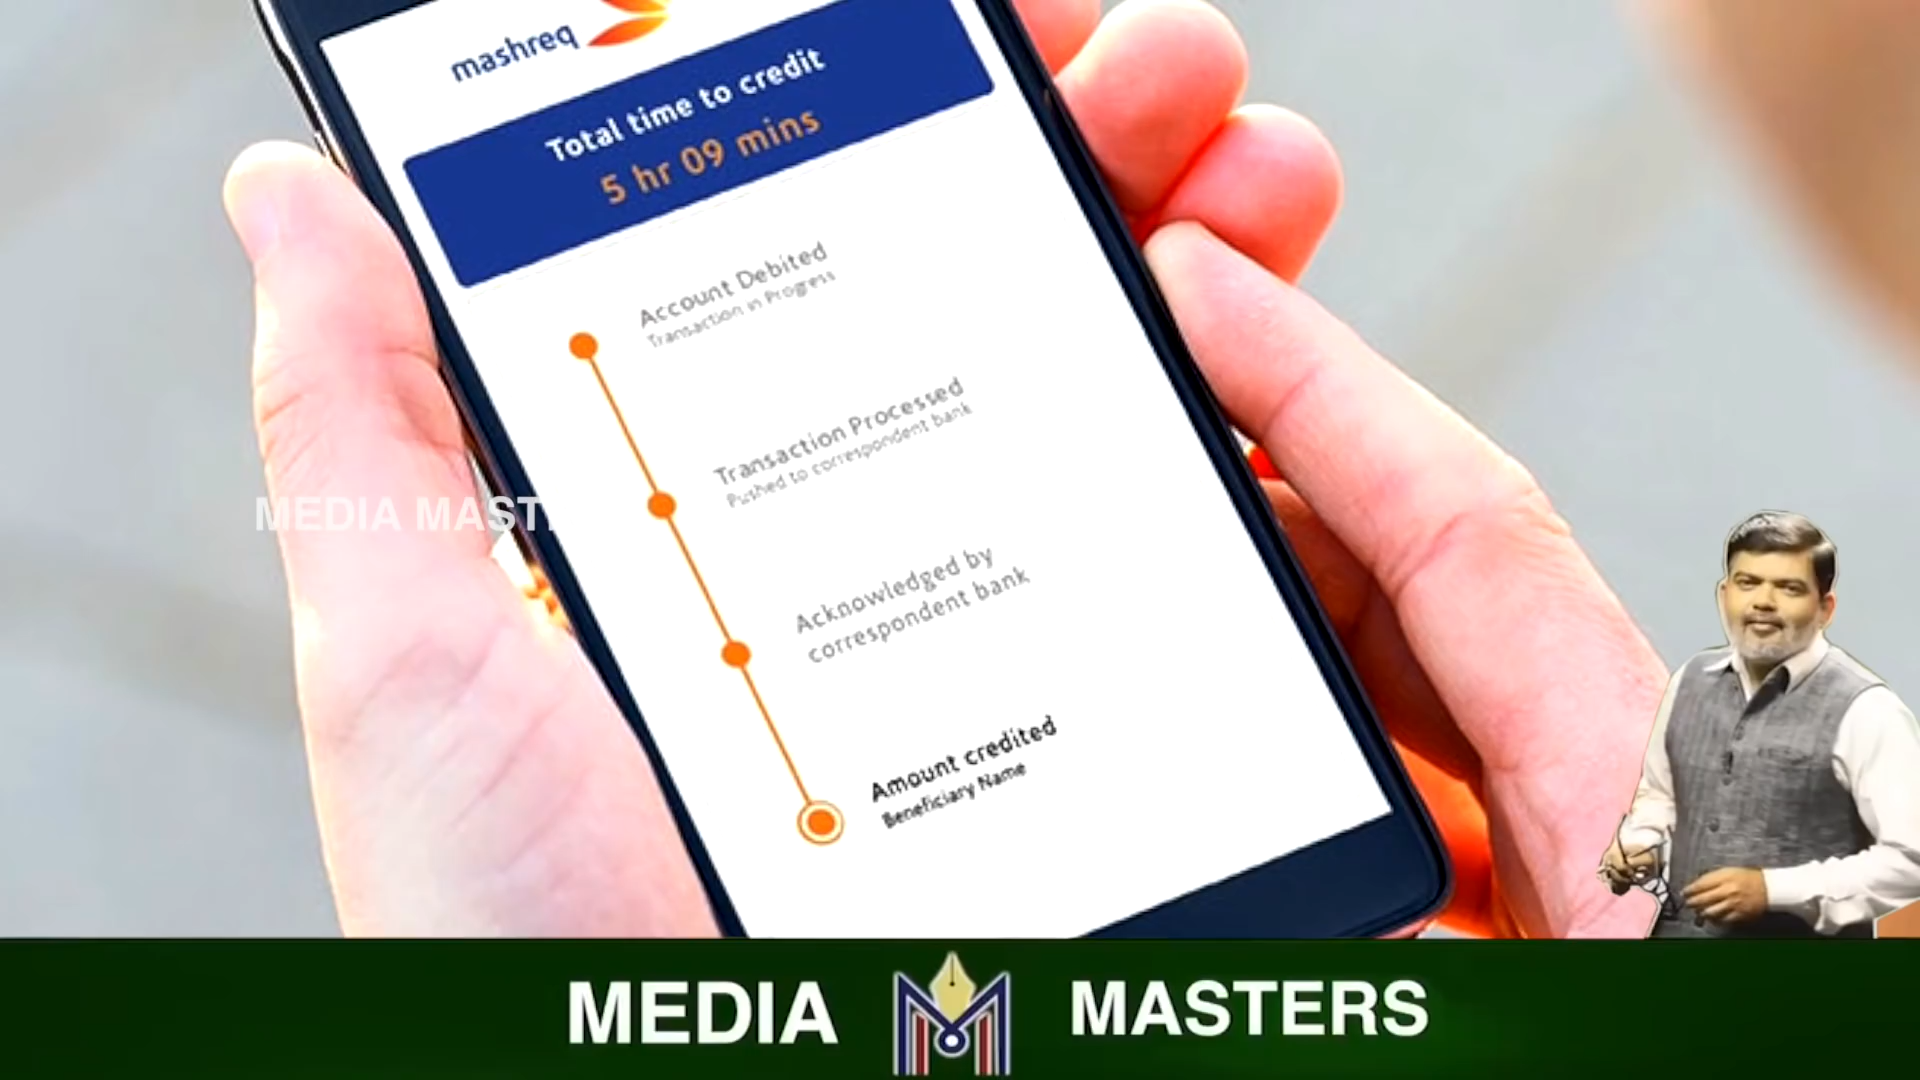 mashreq
Total time to credit
5 hr 09 mins
Account Debited
Transaction in Progress
Transaction Processed
Pushed to correspondent bank
Acknowledged by
correspondent bank
Amount credited
Beneficiary Name
MEDIA MAST
MEDIA MASTERS